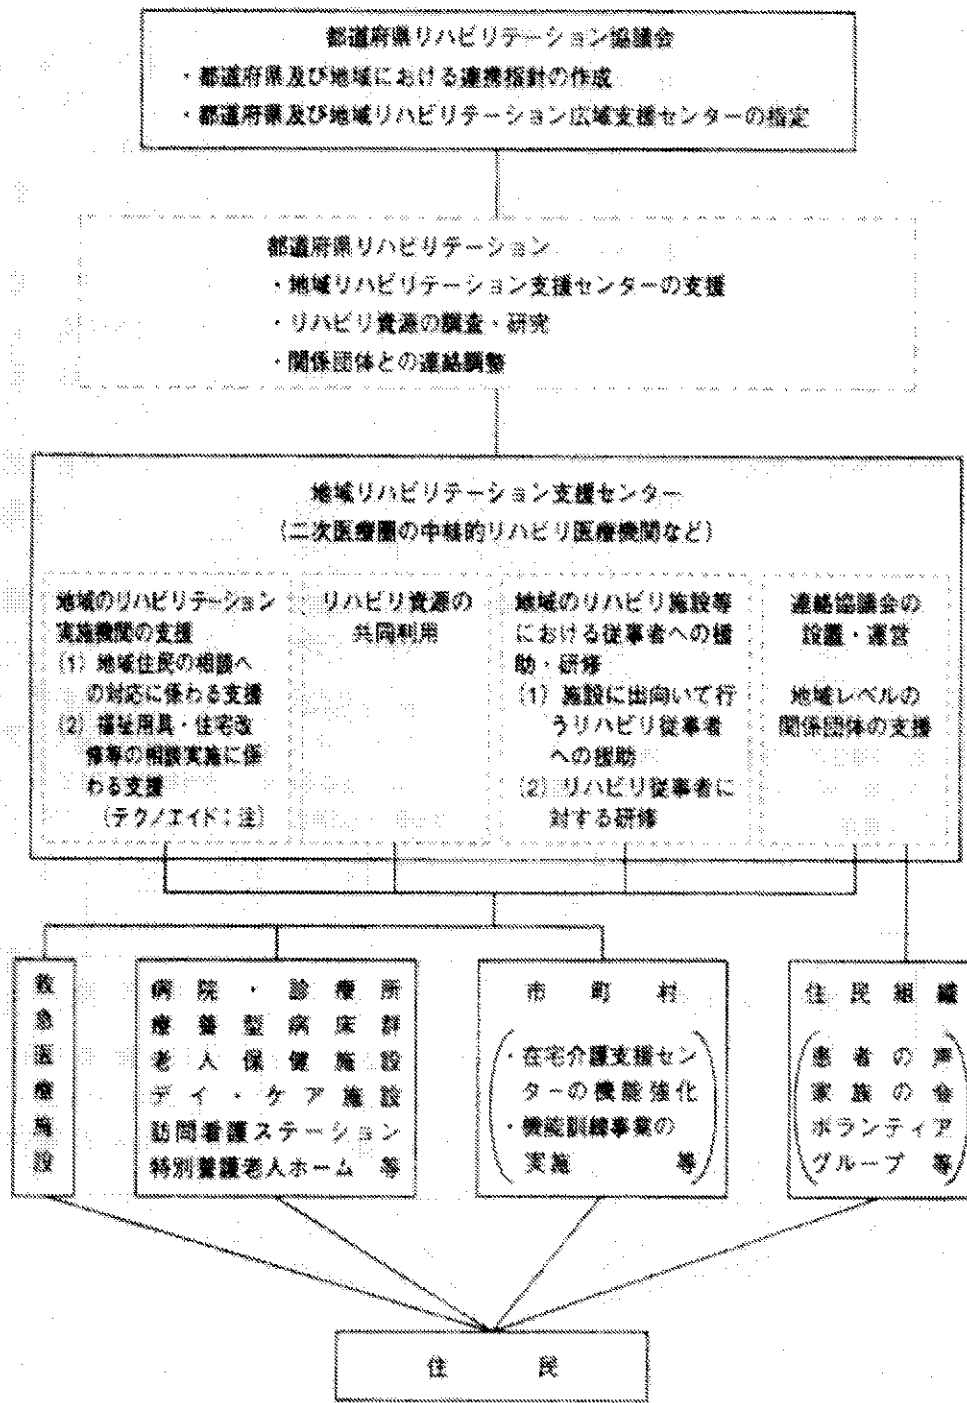 都道府県リハビリテーション協議会
・都道府県及び地域における連携指針の作成
・都道府県及び地域リハビリテーション広域支援センターの指定
都道府県リハビリテーション
・地域リハビリテーション支援センターの支援
・リハビリ資源の調査・研究
・関係団体との連絡調整
地域リハビリテーション支援センター
(二次医療圏の中核的リハビリ医療機関など)
地域のリハビリテーション
実施機関の支援
(1) 地域住民の相談へ
の対応に係わる支援
(2) 福祉用具・住宅改
修等の相談実施に係
わる支援
(テクノエイド：注)
リハビリ資源の
共同利用
地域のリハビリ施設等
における従事者への援
助・研修
(1) 施設に出向いて行
うリハビリ従事者
への援助
(2) リハビリ従事者に
対する研修
連絡協議会の
設置・運営
地域レベルの
関係団体の支援
救急医療施設
病院・診療所
療養型病床群
老人保健施設
デイ・ケア施設
訪問看護ステーション
特別養護老人ホーム 等
市町村
・在宅介護支援セン
ターの機能強化
・機能訓練事業の
実施 等
住民組織
患者の声
家族の会
ボランティア
グループ 等
住民